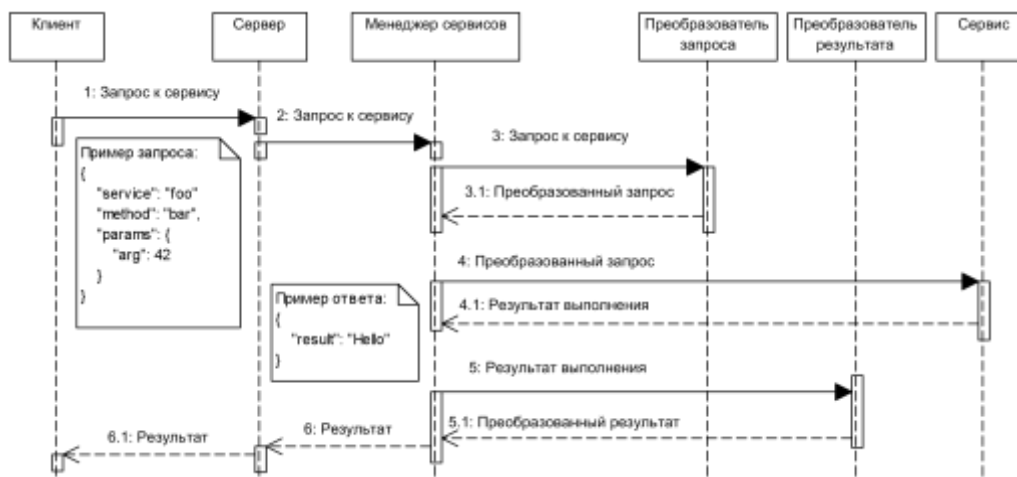 Клиент
Сервер
Менеджер сервисов
Преобразователь
запроса
Преобразователь
результата
Сервис
1: Запрос к сервису
2: Запрос к сервису
3: Запрос к сервису
Пример запроса:
{
"service": "foo"
"method": "bar",
"params": {
"arg": 42
}
}
3.1: Преобразованный запрос
4: Преобразованный запрос
4.1: Результат выполнения
Пример ответа:
{
"result": "Hello"
}
5: Результат выполнения
5.1: Преобразованный результат
6: Результат
6.1: Результат